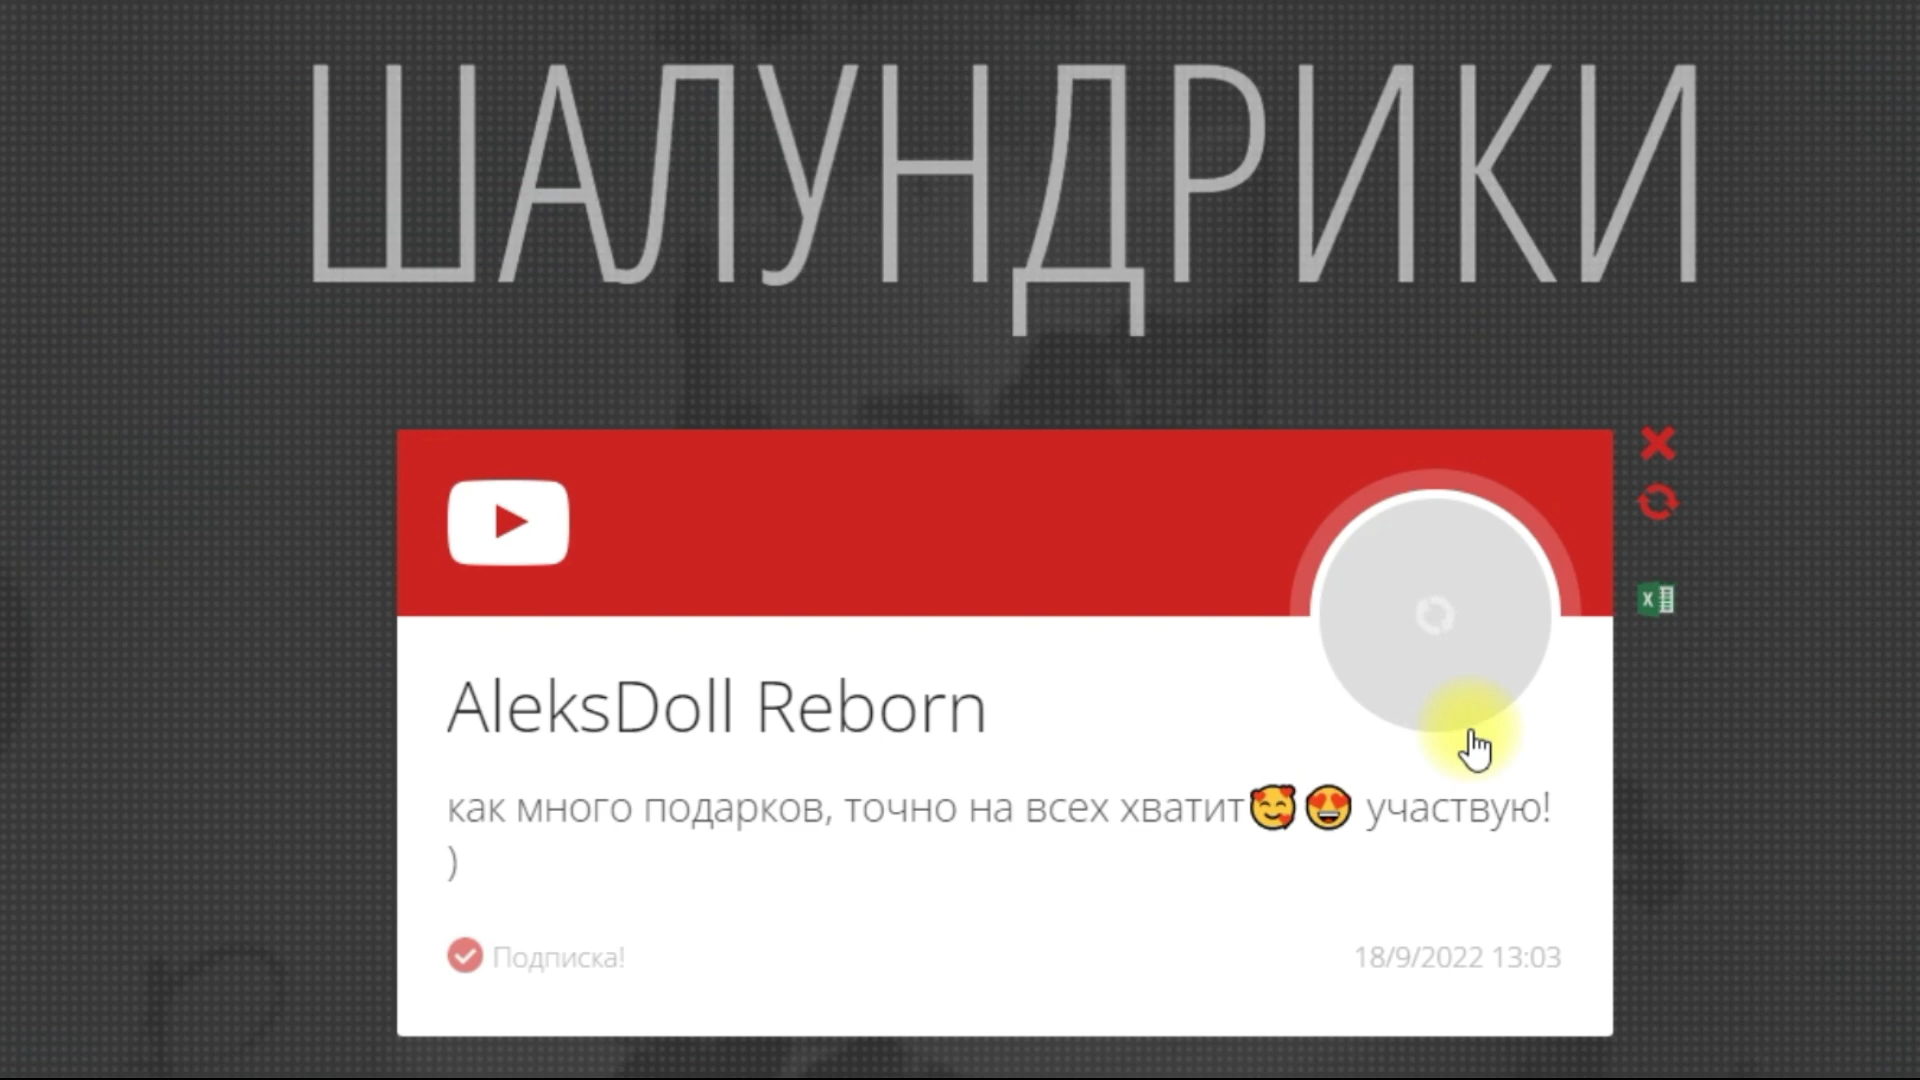 ШАЛУНДРИКИ
AleksDoll Reborn
как много подарков, точно на всех хватит🥰😍 участвую!
)
Подписка!
18/9/2022 13:03